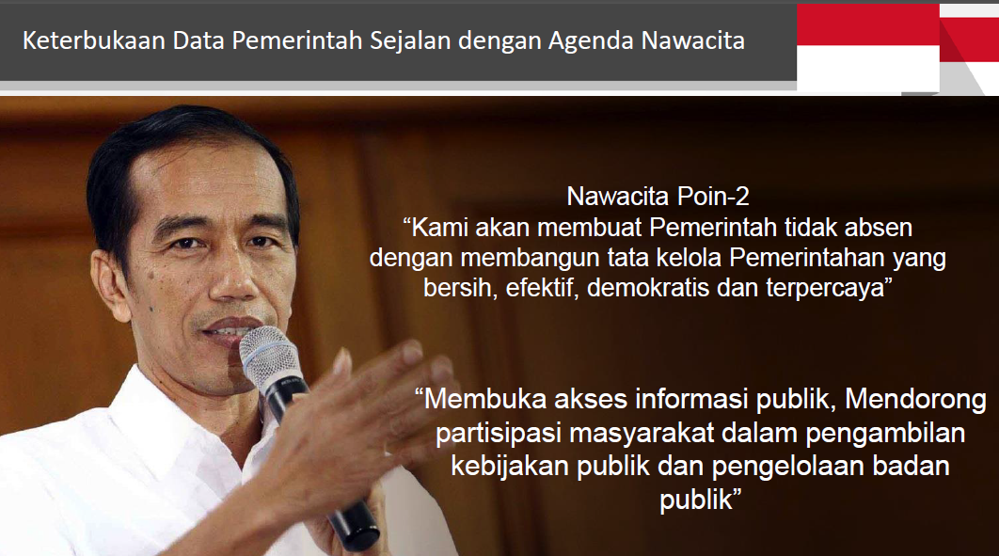 Keterbukaan Data Pemerintah Sejalan dengan Agenda Nawacita
Nawacita Poin-2
“Kami akan membuat Pemerintah tidak absen
dengan membangun tata kelola Pemerintahan yang
bersih, efektif, demokratis dan terpercaya”
“Membuka akses informasi publik, Mendorong
partisipasi masyarakat dalam pengambilan
kebijakan publik dan pengelolaan badan
publik”